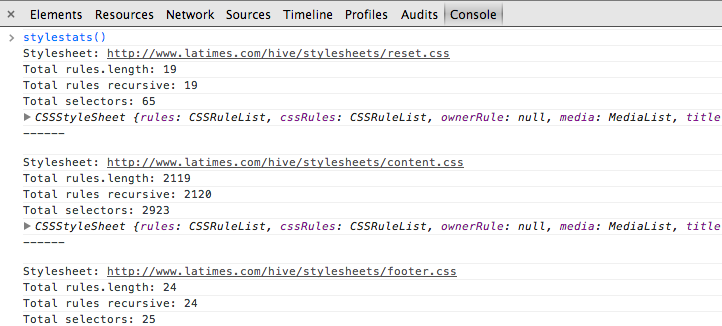 × Elements Resources Network Sources Timeline Profiles Audits Console
> stylestats()
Stylesheet: http://www.latimes.com/hive/stylesheets/reset.css
Total rules.length: 19
Total rules recursive: 19
Total selectors: 65
▶ CSSStyleSheet {rules: CSSRuleList, cssRules: CSSRuleList, ownerRule: null, media: MediaList, title
------
Stylesheet: http://www.latimes.com/hive/stylesheets/content.css
Total rules.length: 2119
Total rules recursive: 2120
Total selectors: 2923
▶ CSSStyleSheet {rules: CSSRuleList, cssRules: CSSRuleList, ownerRule: null, media: MediaList, title
------
Stylesheet: http://www.latimes.com/hive/stylesheets/footer.css
Total rules.length: 24
Total rules recursive: 24
Total selectors: 25